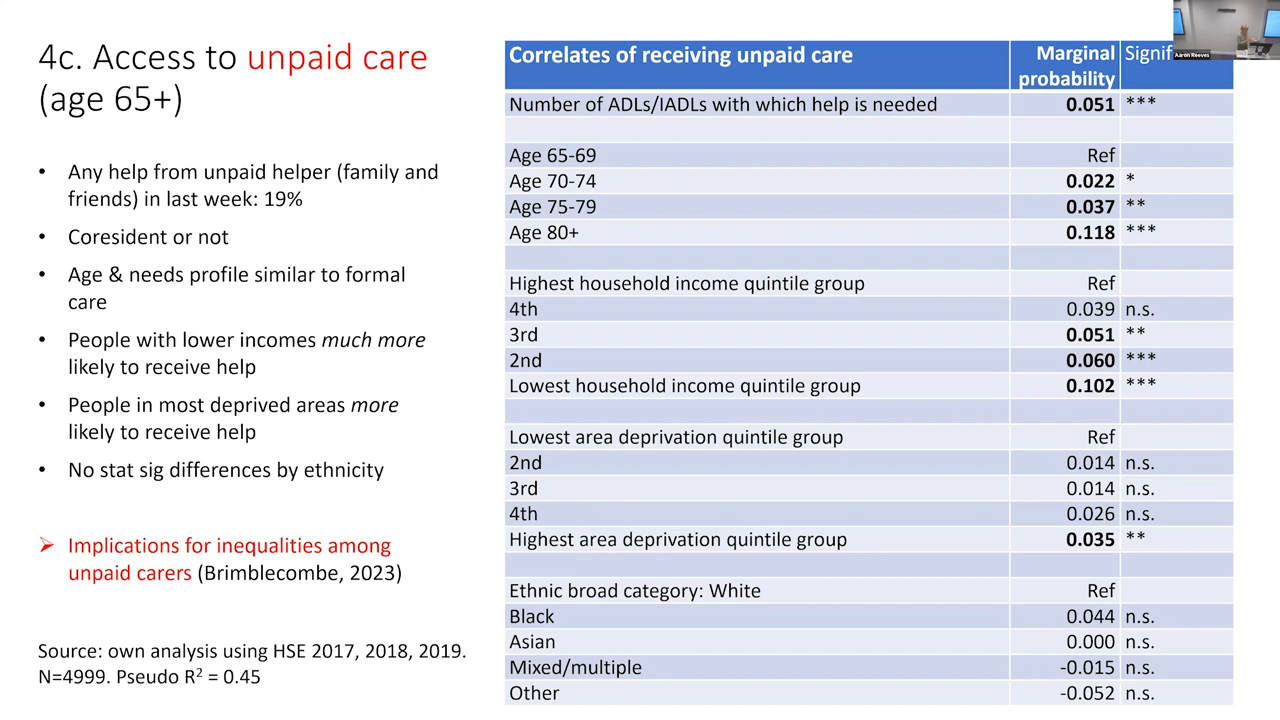 4c. Access to unpaid care
(age 65+)
• Any help from unpaid helper (family and
friends) in last week: 19%
• Coresident or not
• Age & needs profile similar to formal
care
• People with lower incomes much more
likely to receive help
• People in most deprived areas more
likely to receive help
• No stat sig differences by ethnicity
➢ Implications for inequalities among
unpaid carers (Brimblecombe, 2023)
Source: own analysis using HSE 2017, 2018, 2019.
N=4999. Pseudo R² = 0.45
Correlates of receiving unpaid care Marginal probability Signif
Number of ADLs/IADLs with which help is needed 0.051 ***
Age 65-69 Ref
Age 70-74 0.022 *
Age 75-79 0.037 **
Age 80+ 0.118 ***
Highest household income quintile group Ref
4th 0.039 n.s.
3rd 0.051 **
2nd 0.060 ***
Lowest household income quintile group 0.102 ***
Lowest area deprivation quintile group Ref
2nd 0.014 n.s.
3rd 0.014 n.s.
4th 0.026 n.s.
Highest area deprivation quintile group 0.035 **
Ethnic broad category: White Ref
Black 0.044 n.s.
Asian 0.000 n.s.
Mixed/multiple -0.015 n.s.
Other -0.052 n.s.
Aaron Reeves